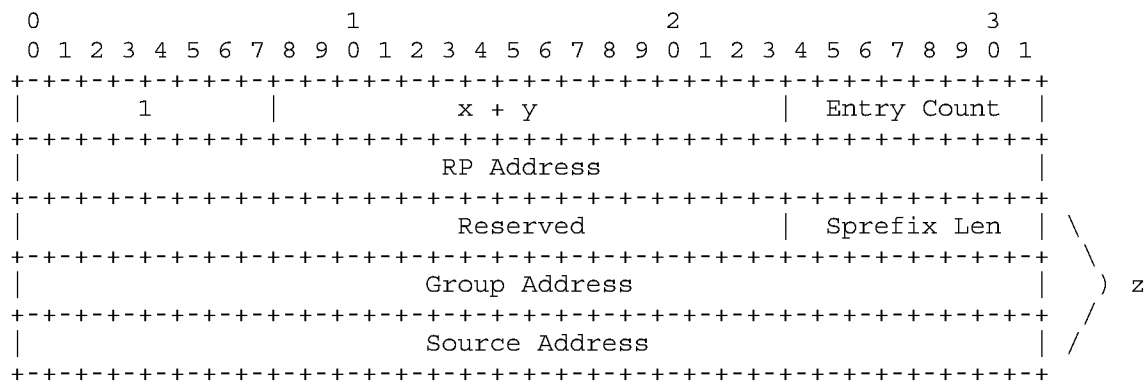 0                   1                   2                   3
 0 1 2 3 4 5 6 7 8 9 0 1 2 3 4 5 6 7 8 9 0 1 2 3 4 5 6 7 8 9 0 1
+-+-+-+-+-+-+-+-+-+-+-+-+-+-+-+-+-+-+-+-+-+-+-+-+-+-+-+-+-+-+-+-+
|       1       |           x + y               |  Entry Count  |
+-+-+-+-+-+-+-+-+-+-+-+-+-+-+-+-+-+-+-+-+-+-+-+-+-+-+-+-+-+-+-+-+
|                          RP Address                           |
+-+-+-+-+-+-+-+-+-+-+-+-+-+-+-+-+-+-+-+-+-+-+-+-+-+-+-+-+-+-+-+-+
|                           Reserved            |  Sprefix Len  | \
+-+-+-+-+-+-+-+-+-+-+-+-+-+-+-+-+-+-+-+-+-+-+-+-+-+-+-+-+-+-+-+-+  \
|                         Group Address                         |   ) z
+-+-+-+-+-+-+-+-+-+-+-+-+-+-+-+-+-+-+-+-+-+-+-+-+-+-+-+-+-+-+-+-+  /
|                         Source Address                        | /
+-+-+-+-+-+-+-+-+-+-+-+-+-+-+-+-+-+-+-+-+-+-+-+-+-+-+-+-+-+-+-+-+